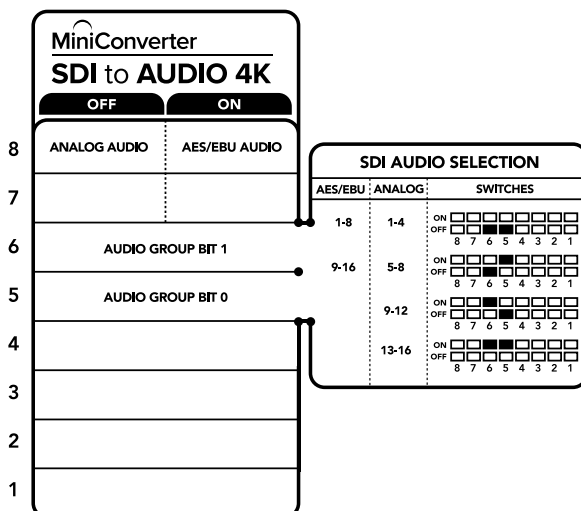 MiniConverter
SDI to AUDIO 4K
OFF ON
8 ANALOG AUDIO AES/EBU AUDIO
7
6 AUDIO GROUP BIT 1
5 AUDIO GROUP BIT 0
4
3
2
1
SDI AUDIO SELECTION
AES/EBU ANALOG SWITCHES
1-8 1-4 ON
OFF
8 7 6 5 4 3 2 1
9-16 5-8 ON
OFF
8 7 6 5 4 3 2 1
9-12 ON
OFF
8 7 6 5 4 3 2 1
13-16 ON
OFF
8 7 6 5 4 3 2 1